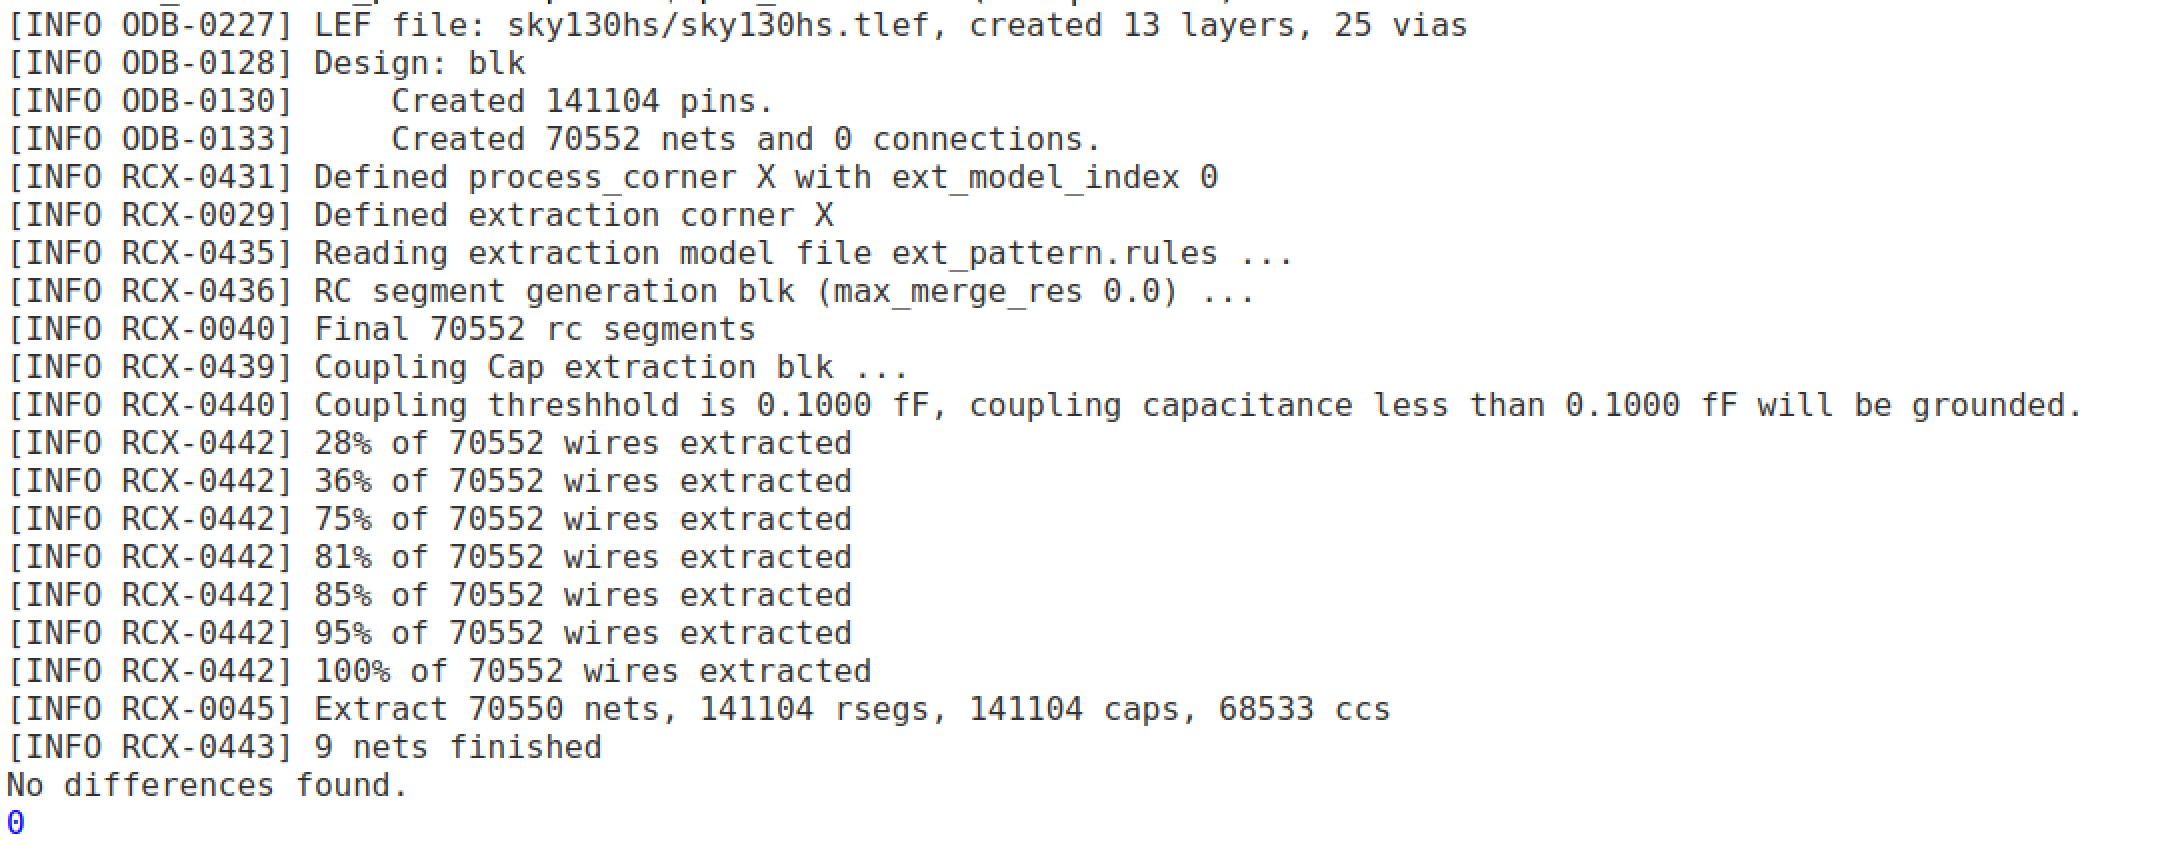 [INFO ODB-0227] LEF file: sky130hs/sky130hs.tlef, created 13 layers, 25 vias
[INFO ODB-0128] Design: blk
[INFO ODB-0130]     Created 141104 pins.
[INFO ODB-0133]     Created 70552 nets and 0 connections.
[INFO RCX-0431] Defined process_corner X with ext_model_index 0
[INFO RCX-0029] Defined extraction corner X
[INFO RCX-0435] Reading extraction model file ext_pattern.rules ...
[INFO RCX-0436] RC segment generation blk (max_merge_res 0.0) ...
[INFO RCX-0040] Final 70552 rc segments
[INFO RCX-0439] Coupling Cap extraction blk ...
[INFO RCX-0440] Coupling threshhold is 0.1000 fF, coupling capacitance less than 0.1000 fF will be grounded.
[INFO RCX-0442] 28% of 70552 wires extracted
[INFO RCX-0442] 36% of 70552 wires extracted
[INFO RCX-0442] 75% of 70552 wires extracted
[INFO RCX-0442] 81% of 70552 wires extracted
[INFO RCX-0442] 85% of 70552 wires extracted
[INFO RCX-0442] 95% of 70552 wires extracted
[INFO RCX-0442] 100% of 70552 wires extracted
[INFO RCX-0045] Extract 70550 nets, 141104 rsegs, 141104 caps, 68533 ccs
[INFO RCX-0443] 9 nets finished
No differences found.
0